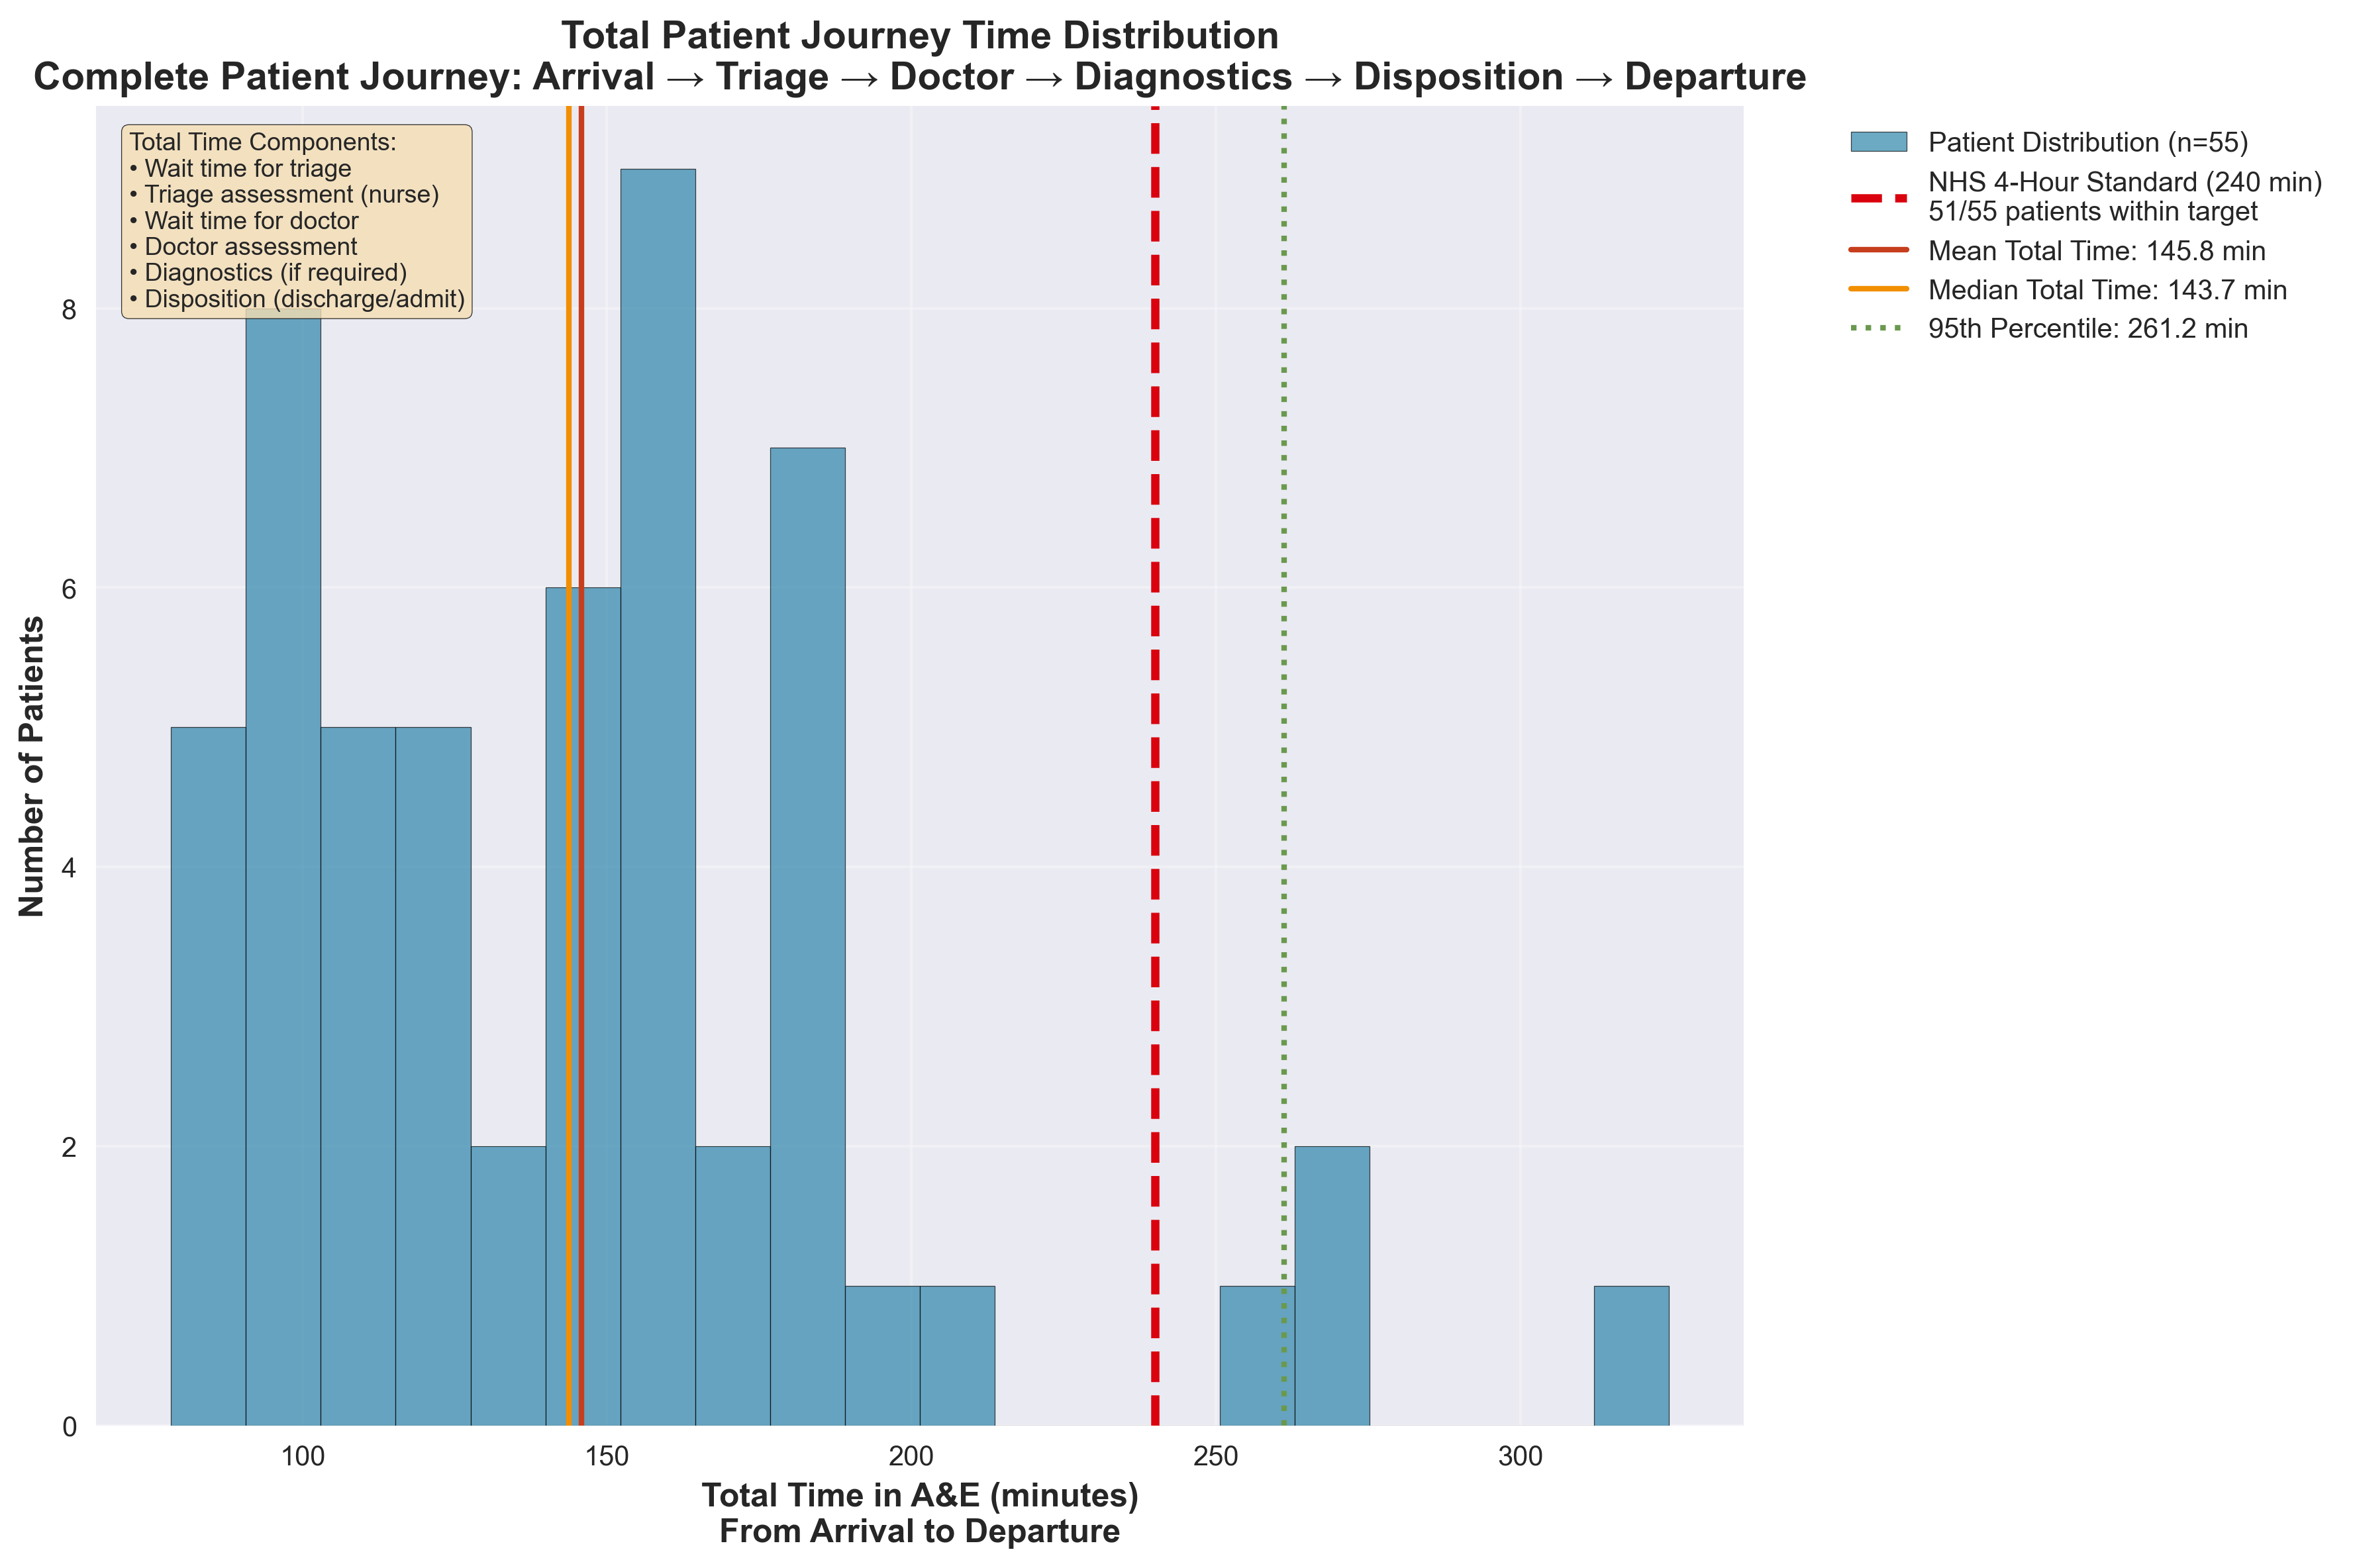 Total Patient Journey Time Distribution
Complete Patient Journey: Arrival → Triage → Doctor → Diagnostics → Disposition → Departure
Total Time Components:
• Wait time for triage
• Triage assessment (nurse)
• Wait time for doctor
• Doctor assessment
• Diagnostics (if required)
• Disposition (discharge/admit)
Patient Distribution (n=55)
NHS 4-Hour Standard (240 min)
51/55 patients within target
Mean Total Time: 145.8 min
Median Total Time: 143.7 min
95th Percentile: 261.2 min
Number of Patients
8
6
4
2
0
100 150 200 250 300
Total Time in A&E (minutes)
From Arrival to Departure